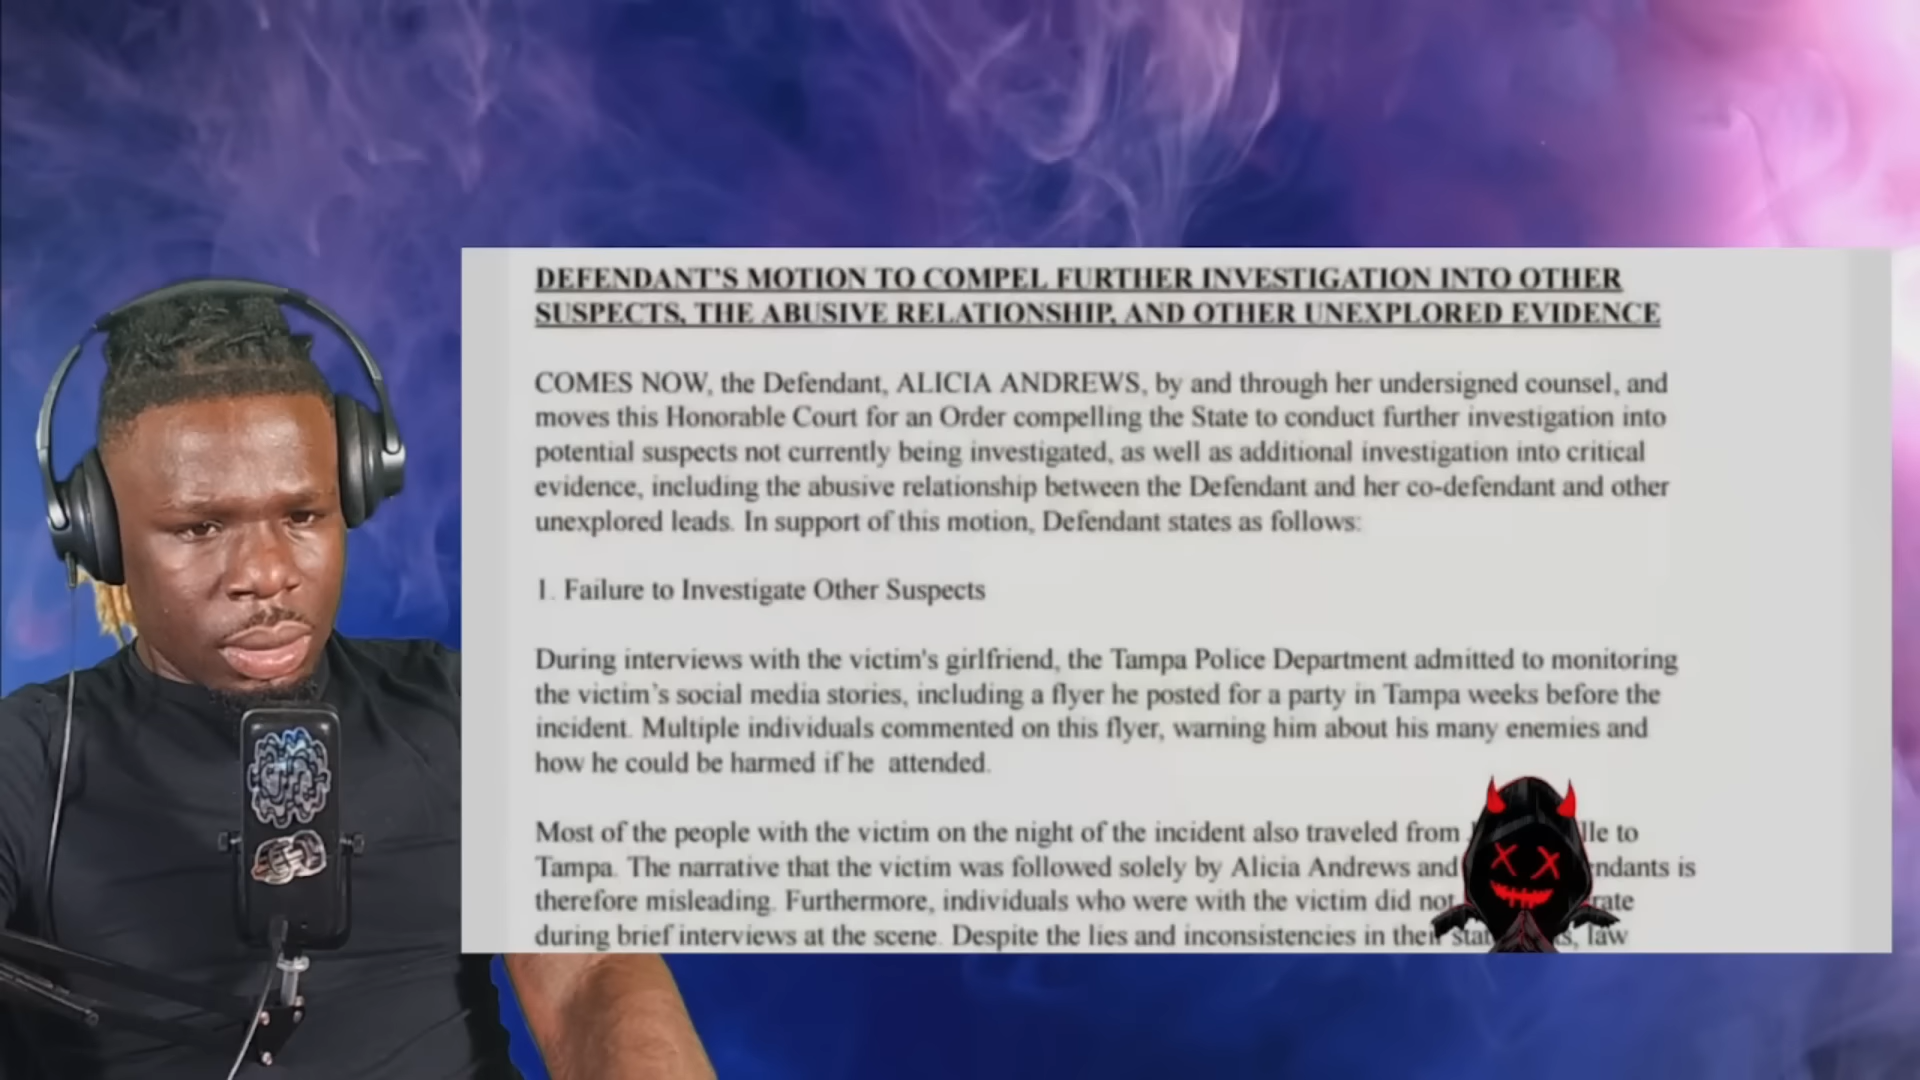 DEFENDANT'S MOTION TO COMPEL FURTHER INVESTIGATION INTO OTHER
SUSPECTS, THE ABUSIVE RELATIONSHIP, AND OTHER UNEXPLORED EVIDENCE
COMES NOW, the Defendant, ALICIA ANDREWS, by and through her undersigned counsel, and
moves this Honorable Court for an Order compelling the State to conduct further investigation into
potential suspects not currently being investigated, as well as additional investigation into critical
evidence, including the abusive relationship between the Defendant and her co-defendant and other
unexplored leads. In support of this motion, Defendant states as follows:
1. Failure to Investigate Other Suspects
During interviews with the victim's girlfriend, the Tampa Police Department admitted to monitoring
the victim's social media stories, including a flyer he posted for a party in Tampa weeks before the
incident. Multiple individuals commented on this flyer, warning him about his many enemies and
how he could be harmed if he attended.
Most of the people with the victim on the night of the incident also traveled from lle to
Tampa. The narrative that the victim was followed solely by Alicia Andrews and ndants is
therefore misleading. Furthermore, individuals who were with the victim did not rate
during brief interviews at the scene. Despite the lies and inconsistencies in their law